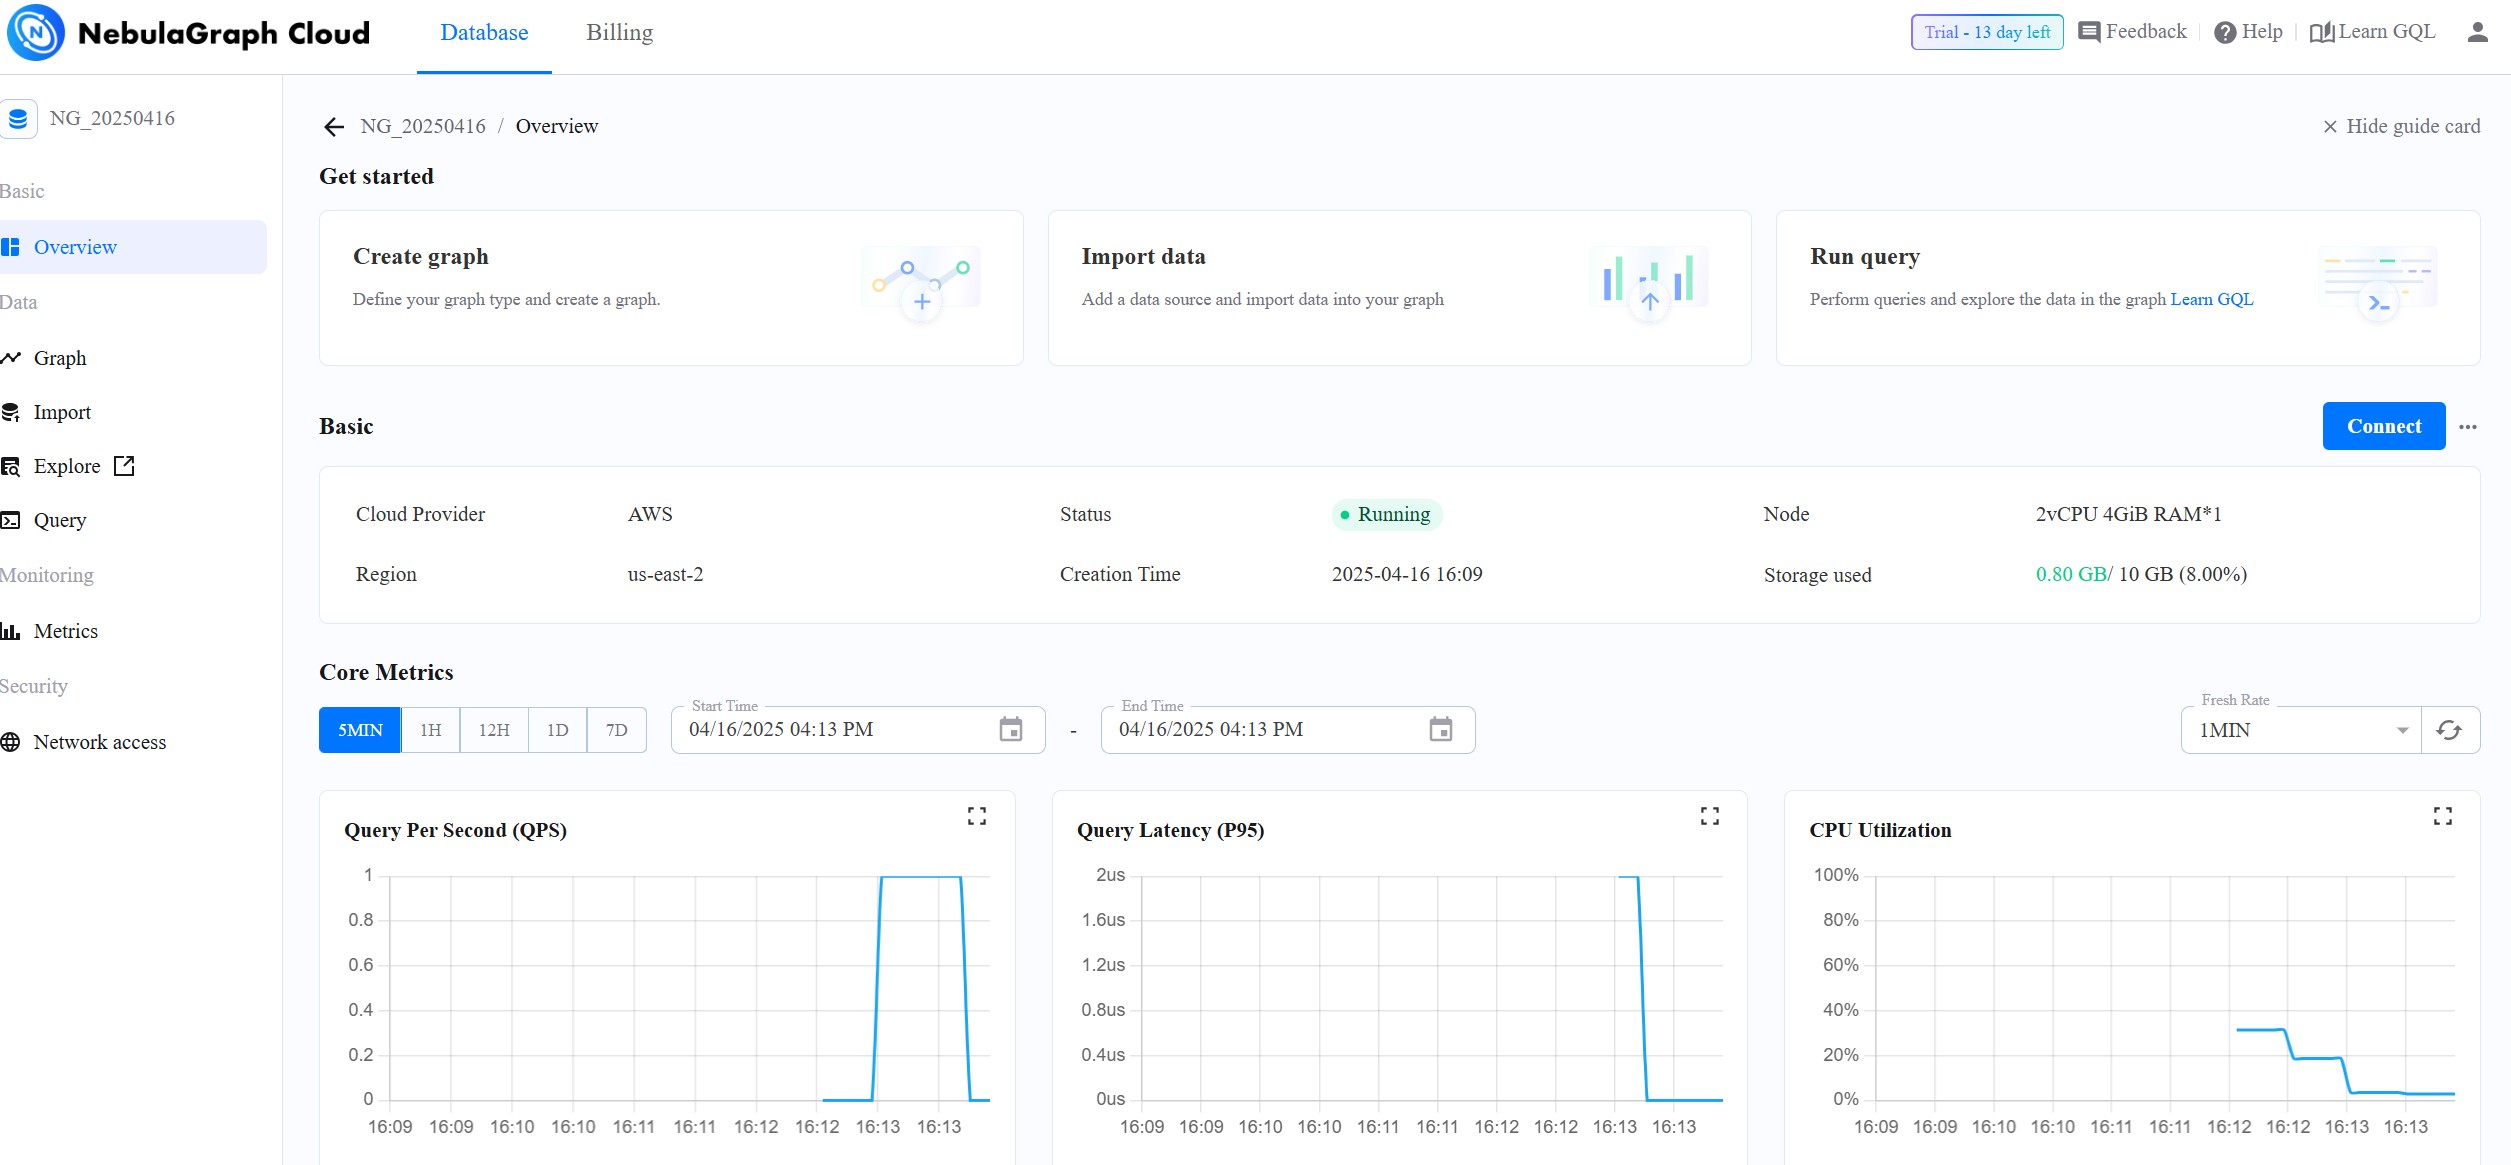 NebulaGraph Cloud
Database
Billing
Trial - 13 day left
Feedback
Help
Learn GQL
NG_20250416
Basic
Overview
Data
Graph
Import
Explore
Query
Monitoring
Metrics
Security
Network access
NG_20250416 / Overview
Hide guide card
Get started
Create graph
Define your graph type and create a graph.
Import data
Add a data source and import data into your graph
Run query
Perform queries and explore the data in the graph Learn GQL
Basic
Connect
Cloud Provider AWS
Status Running
Node 2vCPU 4GiB RAM*1
Region us-east-2
Creation Time 2025-04-16 16:09
Storage used 0.80 GB/ 10 GB (8.00%)
Core Metrics
5MIN 1H 12H 1D 7D
Start Time
04/16/2025 04:13 PM
-
End Time
04/16/2025 04:13 PM
Fresh Rate
1MIN
Query Per Second (QPS)
1
0.8
0.6
0.4
0.2
0
16:09 16:09 16:10 16:10 16:11 16:11 16:12 16:12 16:13 16:13
Query Latency (P95)
2us
1.6us
1.2us
0.8us
0.4us
0us
16:09 16:09 16:10 16:10 16:11 16:11 16:12 16:12 16:13 16:13
CPU Utilization
100%
80%
60%
40%
20%
0%
16:09 16:09 16:10 16:10 16:11 16:11 16:12 16:12 16:13 16:13